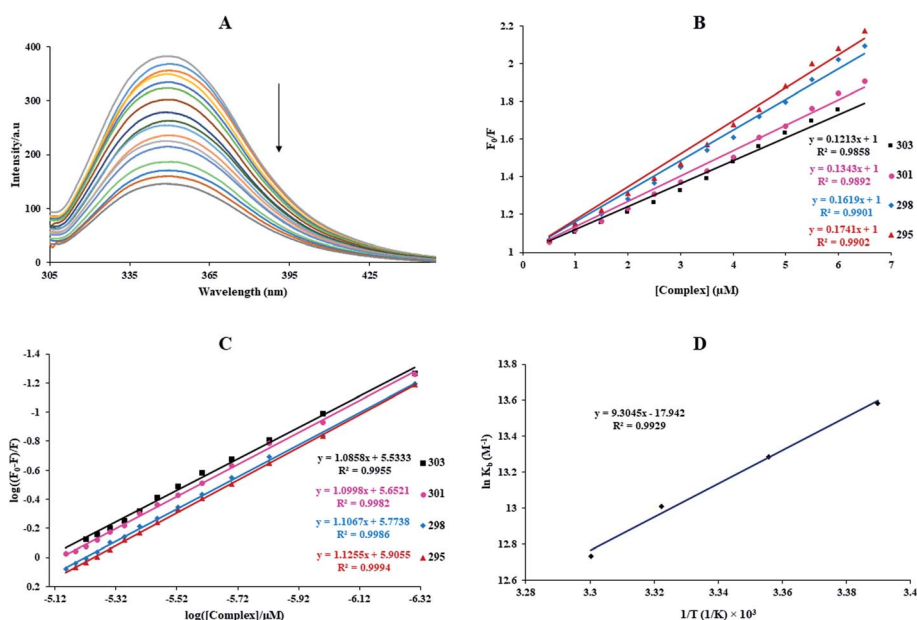 A
Intensity/a.u
400
300
200
100
0
305
335
365
395
425
Wavelength (nm)
B
F₀/F
2.2
2
1.8
1.6
1.4
1.2
1
0
1
2
3
4
5
6
7
[Complex] (µM)
y = 0.1213x + 1
R² = 0.9858
303
y = 0.1343x + 1
R² = 0.9892
301
y = 0.1619x + 1
R² = 0.9901
298
y = 0.1741x + 1
R² = 0.9902
295
C
log((F₀-F)/F)
-1.4
-1.2
-1
-0.8
-0.6
-0.4
-0.2
0
0.2
-5.12
-5.32
-5.52
-5.72
-5.92
-6.12
-6.32
log([Complex]/µM)
y = 1.0858x + 5.5333
R² = 0.9955
303
y = 1.0998x + 5.6521
R² = 0.9982
301
y = 1.1067x + 5.7738
R² = 0.9986
298
y = 1.1255x + 5.9055
R² = 0.9994
295
D
ln K_b (M⁻¹)
13.8
13.6
13.4
13.2
13
12.8
12.6
3.28
3.3
3.32
3.34
3.36
3.38
3.4
1/T (1/K) × 10³
y = 9.3045x - 17.942
R² = 0.9929